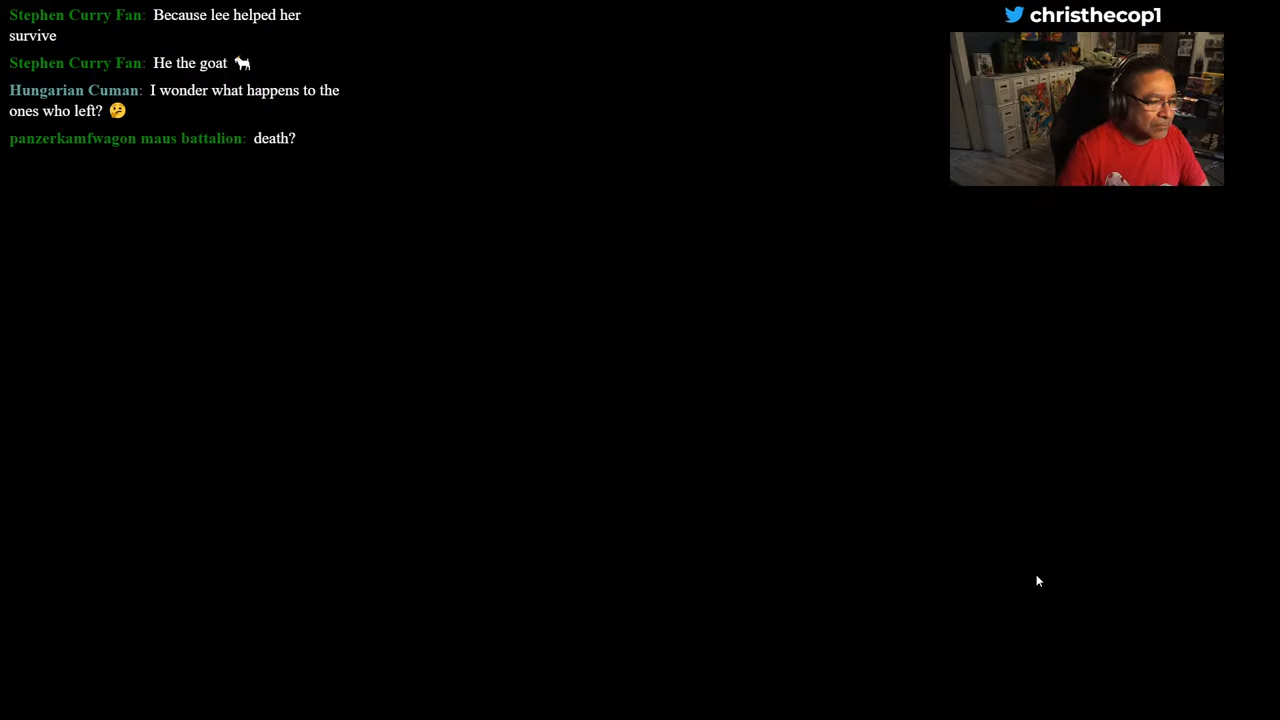 Stephen Curry Fan: Because lee helped her
survive
Stephen Curry Fan: He the goat 🐐
Hungarian Cuman: I wonder what happens to the
ones who left? 🤔
panzerkamfwagon maus battalion: death?
christhecop1